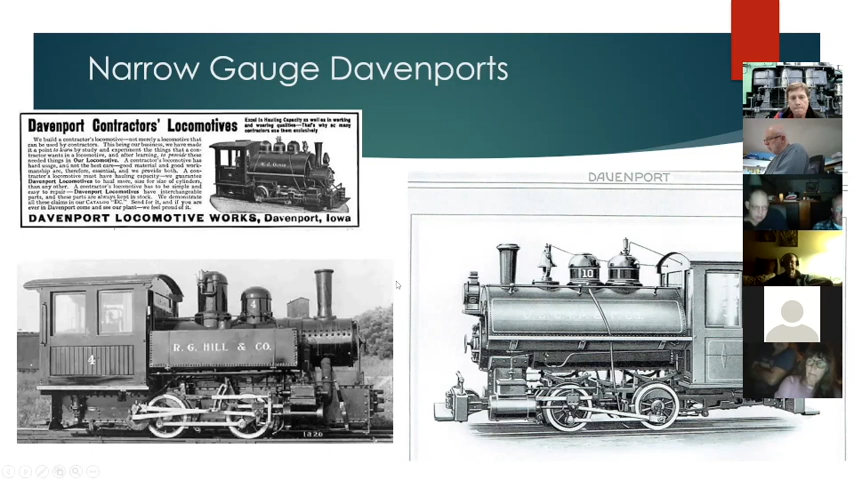 Narrow Gauge Davenports
Davenport Contractors' Locomotives
Excel in Hauling Capacity as well as in working
and wearing qualities—That's why so many
contractors use them exclusively
We build a contractor's locomotive—not merely a locomotive that
can be used by contractors. This being our business, we have made
it a point to learn by study and experiment the things that a con-
tractor wants in a locomotive, and after learning, to provide these
needed things in Our Locomotive. A contractor's locomotive has
hard usage, and not the best care—good material and good work-
manship are, therefore, essential, and we provide both. A con-
tractor's locomotive must have hauling capacity—we guarantee
Davenport Locomotives to haul more, size for size of cylinders,
than any other. A contractor's locomotive has to be simple and
easy to repair—Davenport Locomotives have interchangeable
parts, and these parts are always kept in stock. We demonstrate
all these claims in our CATALOG "EC." Send for it, and if you are
ever in Davenport come and see our plant—we feel proud of it.
DAVENPORT LOCOMOTIVE WORKS, Davenport, Iowa
DAVENPORT
10
4
R. G. HILL & CO.
4
1826